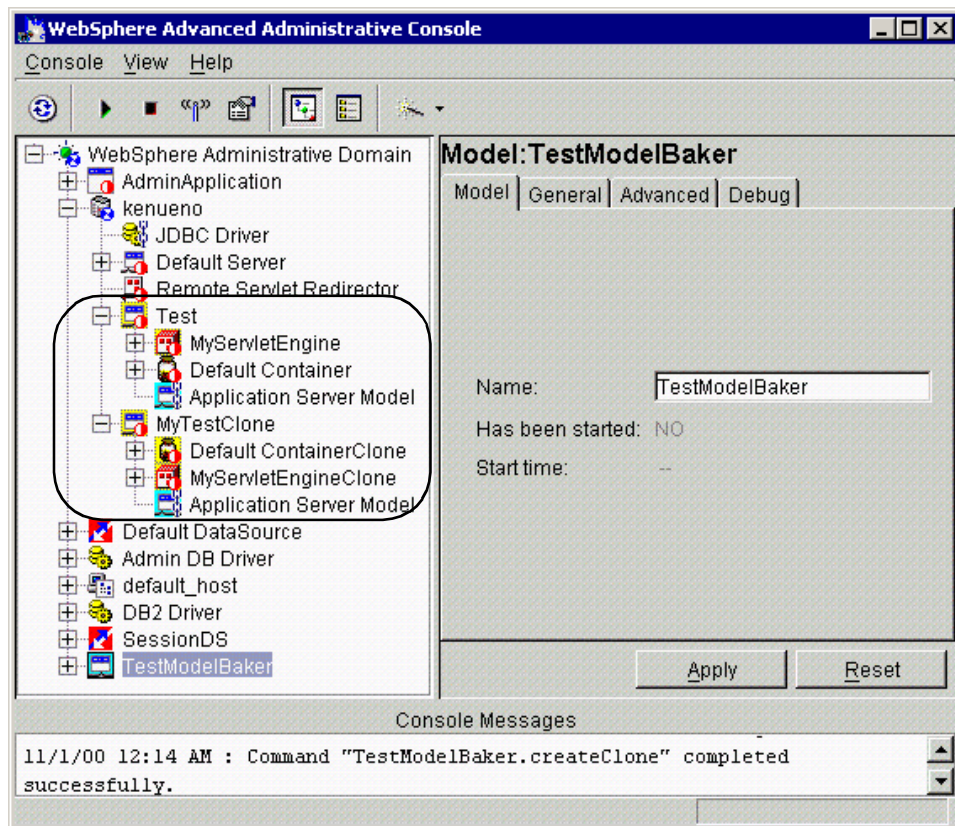 WebSphere Advanced Administrative Console
Console View Help
WebSphere Administrative Domain
AdminApplication
kenueno
JDBC Driver
Default Server
Remote Servlet Redirector
Test
MyServletEngine
Default Container
Application Server Model
MyTestClone
Default ContainerClone
MyServletEngineClone
Application Server Model
Default DataSource
Admin DB Driver
default_host
DB2 Driver
SessionDS
TestModelBaker
Model:TestModelBaker
Model General Advanced Debug
Name: TestModelBaker
Has been started: NO
Start time: --
Apply Reset
Console Messages
11/1/00 12:14 AM : Command "TestModelBaker.createClone" completed
successfully.